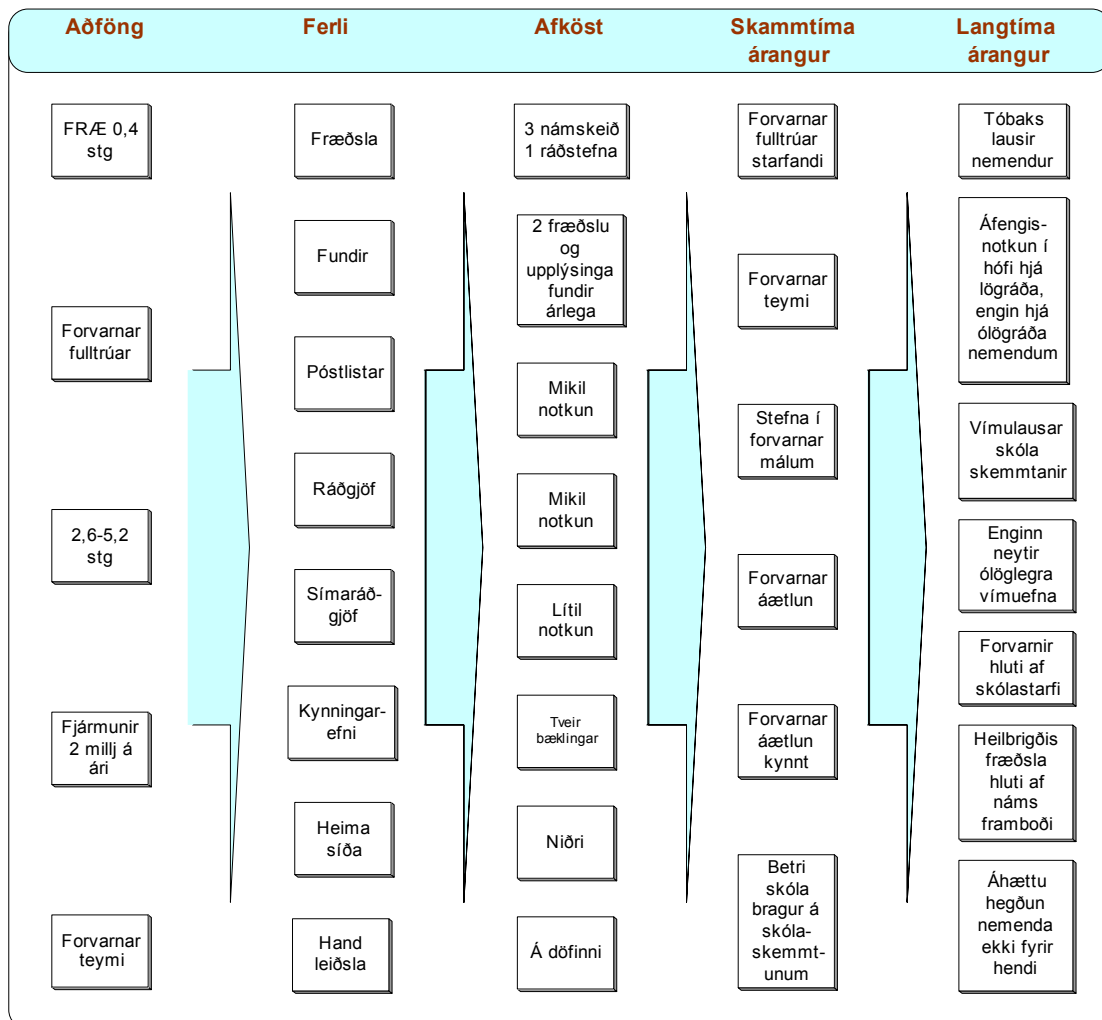 Aðföng
Ferli
Afköst
Skammtíma
árangur
Langtíma
árangur
FRÆ 0,4
stg
Forvarnar
fulltrúar
2,6-5,2
stg
Fjármunir
2 millj á
ári
Forvarnar
teymi
Fræðsla
Fundir
Póstlistar
Ráðgjöf
Símaráð-
gjöf
Kynningar-
efni
Heima
síða
Hand
leiðsla
3 námskeið
1 ráðstefna
2 fræðslu
og
upplýsinga
fundir
árlega
Mikil
notkun
Mikil
notkun
Lítil
notkun
Tveir
bæklingar
Niðri
Á döfinni
Forvarnar
fulltrúar
starfandi
Forvarnar
teymi
Stefna í
forvarnar
málum
Forvarnar
áætlun
Forvarnar
áætlun
kynnt
Betri
skóla
bragur á
skóla-
skemmt-
unum
Tóbaks
lausir
nemendur
Áfengis-
notkun í
hófi hjá
lögráða,
engin hjá
ólögráða
nemendum
Vímulausar
skóla
skemmtanir
Enginn
neytir
ólöglegra
vímuefna
Forvarnir
hluti af
skólastarfi
Heilbrigðis
fræðsla
hluti af
náms
framboði
Áhættu
hegðun
nemenda
ekki fyrir
hendi